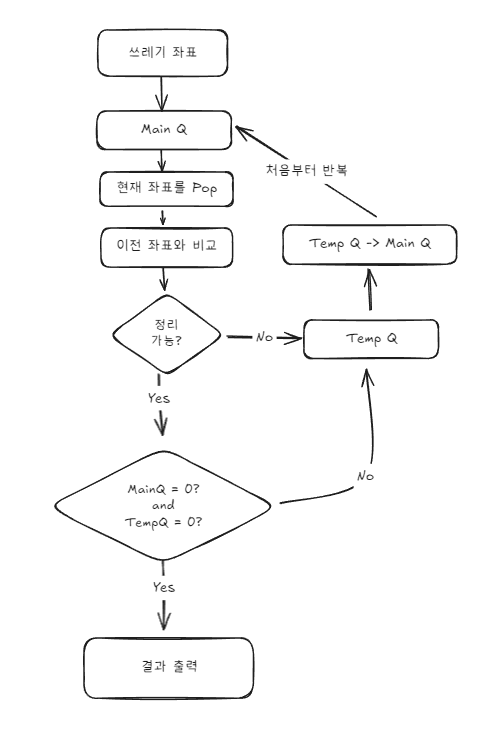 쓰레기 좌표
Main Q
처음부터 반복
현재 좌표를 Pop
이전 좌표와 비교
Temp Q -> Main Q
정리
가능?
No
Temp Q
Yes
MainQ = 0?
and
TempQ = 0?
No
Yes
결과 출력